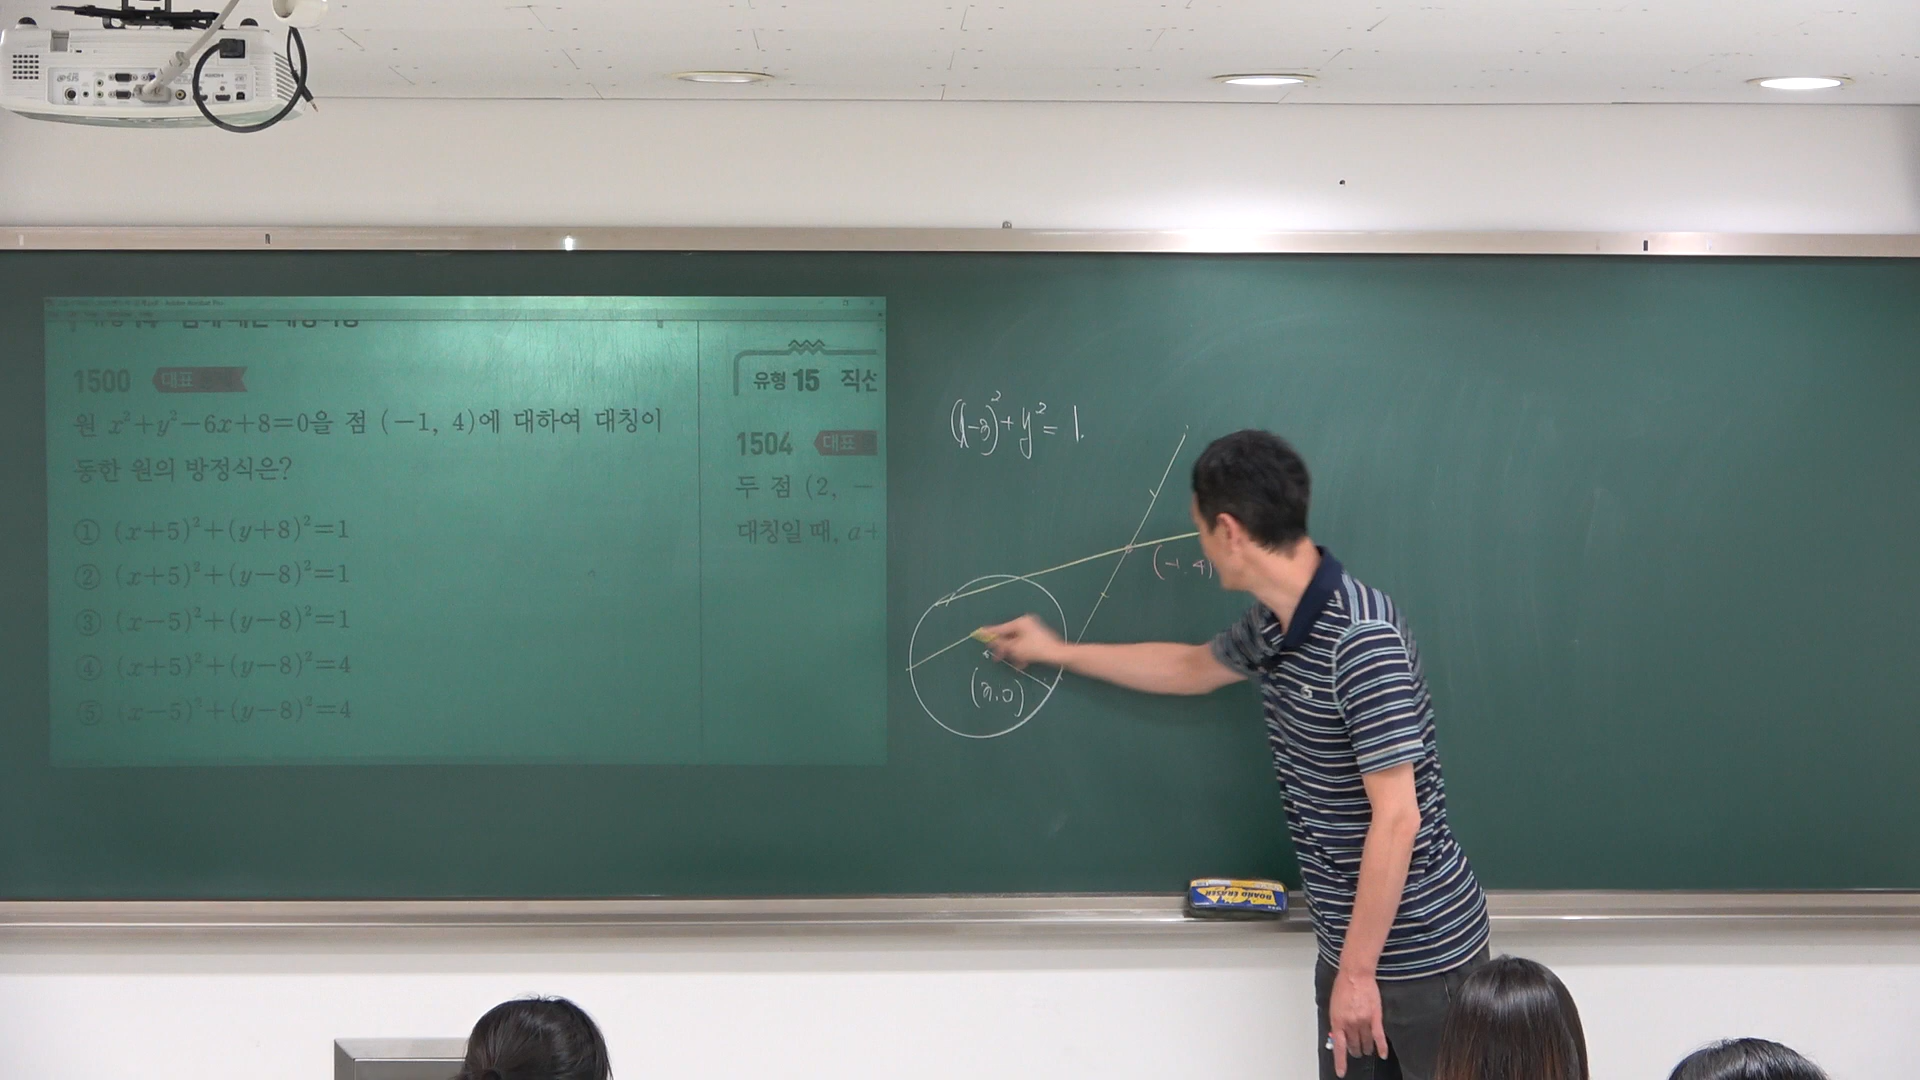 1500 대표
원 x²+y²−6x+8=0을 점 (−1, 4)에 대하여 대칭이
동한 원의 방정식은?
① (x+5)²+(y+8)²=1
② (x+5)²+(y−8)²=1
③ (x−5)²+(y−8)²=1
④ (x+5)²+(y−8)²=4
⑤ (x−5)²+(y−8)²=4
유형 15 직선
1504 대표
두 점 (2, −
대칭일 때, a+
(x−3)²+y²=1.
(−1, 4)
(3, 0)
BOARD ERASER